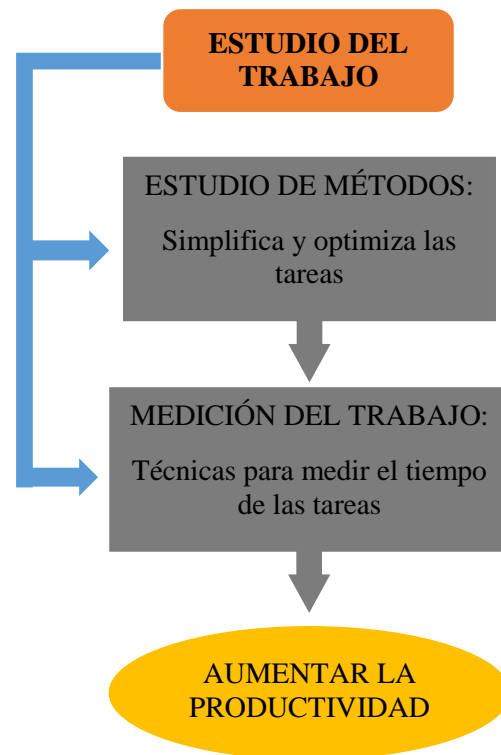 ESTUDIO DEL
TRABAJO
ESTUDIO DE MÉTODOS:
Simplifica y optimiza las
tareas
MEDICIÓN DEL TRABAJO:
Técnicas para medir el tiempo
de las tareas
AUMENTAR LA
PRODUCTIVIDAD